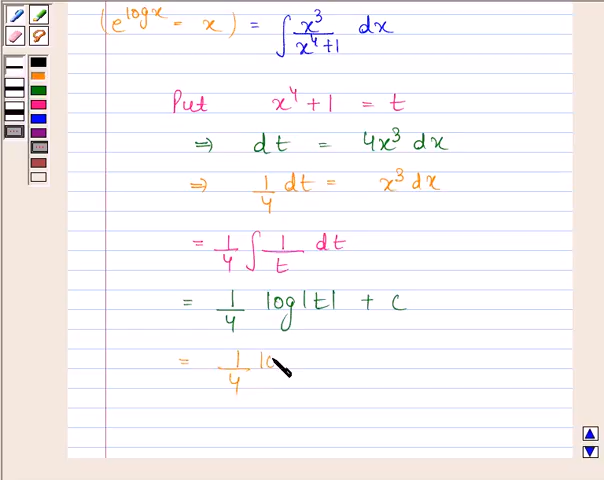 (e^{log x} = x) = ∫ x³/(x⁴+1) dx
Put x⁴+1 = t
⇒ dt = 4x³ dx
⇒ 1/4 dt = x³ dx
= 1/4 ∫ 1/t dt
= 1/4 log|t| + c
= 1/4 lo